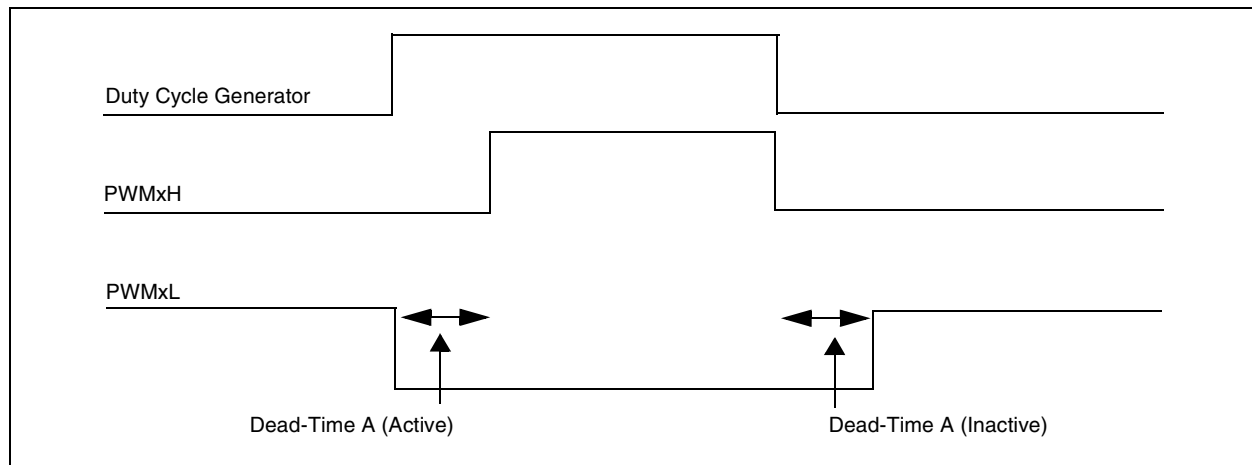 Duty Cycle Generator
PWMxH
PWMxL
Dead-Time A (Active)
Dead-Time A (Inactive)